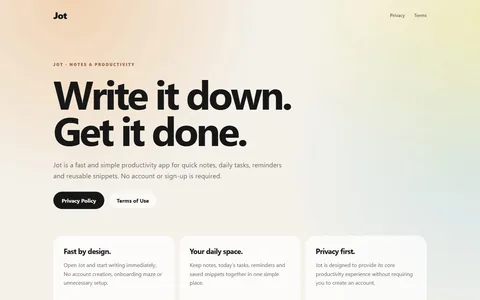 Jot
Privacy Terms
JOT · NOTES & PRODUCTIVITY
Write it down.
Get it done.
Jot is a fast and simple productivity app for quick notes, daily tasks, reminders
and reusable snippets. No account or sign-up is required.
Privacy Policy
Terms of Use
Fast by design.
Open Jot and start writing immediately.
No account creation, onboarding maze or
unnecessary setup.
Your daily space.
Keep notes, today's tasks, reminders and
saved snippets together in one simple
place.
Privacy first.
Jot is designed to provide its core
productivity experience without requiring
you to create an account.